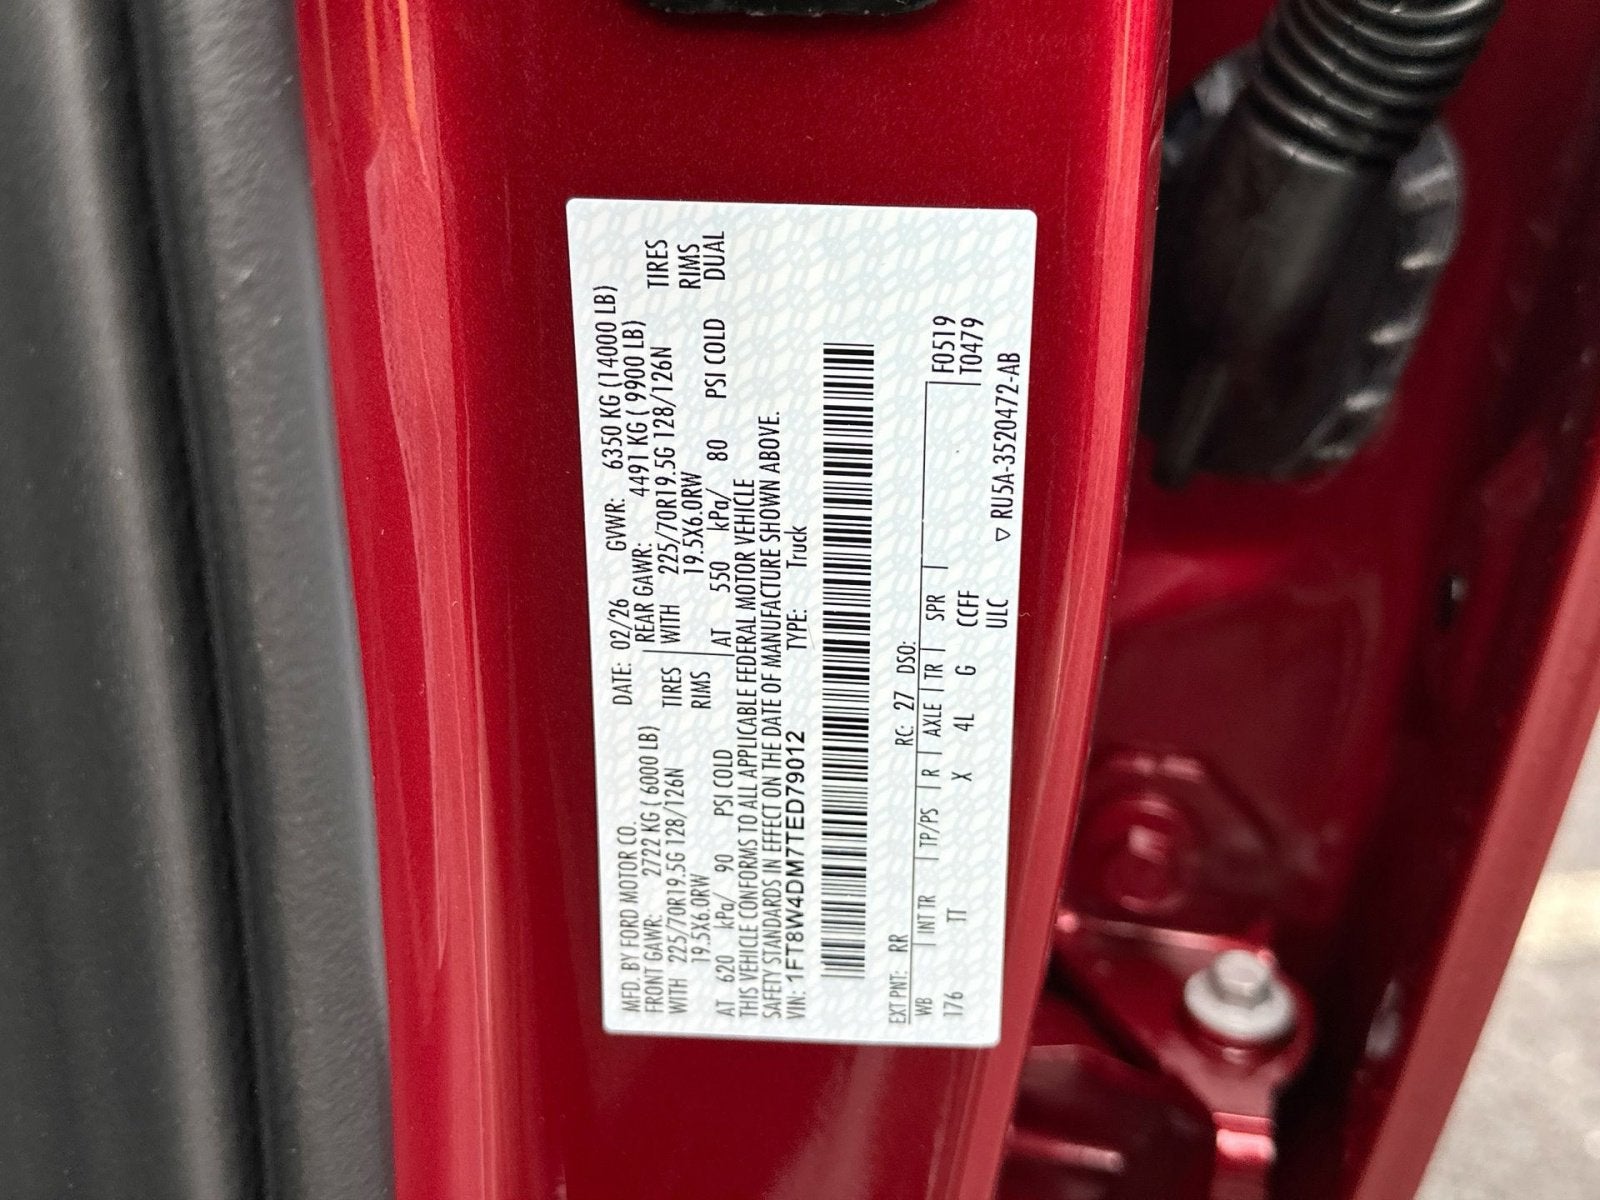 MFD. BY FORD MOTOR CO.
DATE: 02/26 GVWR: 6350 KG (14000 LB)
FRONT GAWR: 2722 KG ( 6000 LB)
REAR GAWR: 4491 KG ( 9900 LB)
WITH 225/70R19.5G 128/126N TIRES
WITH 225/70R19.5G 128/126N TIRES
19.5X6.0RW RIMS
19.5X6.0RW RIMS
AT 620 kPa/ 90 PSI COLD
AT 550 kPa/ 80 PSI COLD DUAL
THIS VEHICLE CONFORMS TO ALL APPLICABLE FEDERAL MOTOR VEHICLE
SAFETY STANDARDS IN EFFECT ON THE DATE OF MANUFACTURE SHOWN ABOVE.
VIN: 1FT8W4DM7TED79012 TYPE: Truck
EXT PNT: RR RC: 27 DSO:
WB INT TR TP/PS R AXLE TR SPR F0519
176 TT X 4L G CCFF T0479
ULC ▽ RU5A-3520472-AB